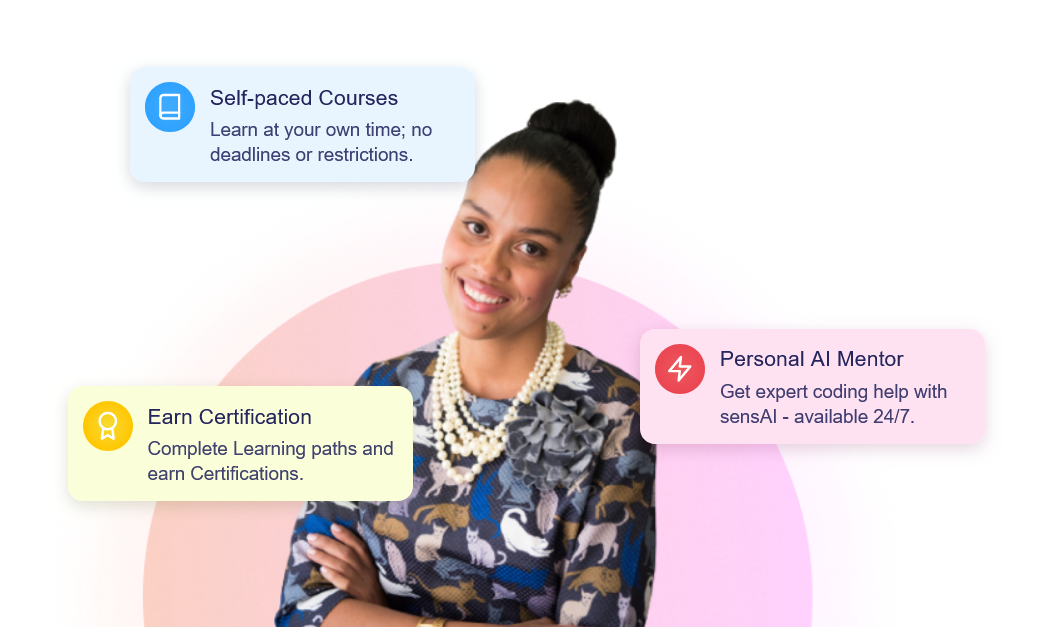 Self-paced Courses
Learn at your own time; no
deadlines or restrictions.
Personal AI Mentor
Get expert coding help with
sensAI - available 24/7.
Earn Certification
Complete Learning paths and
earn Certifications.